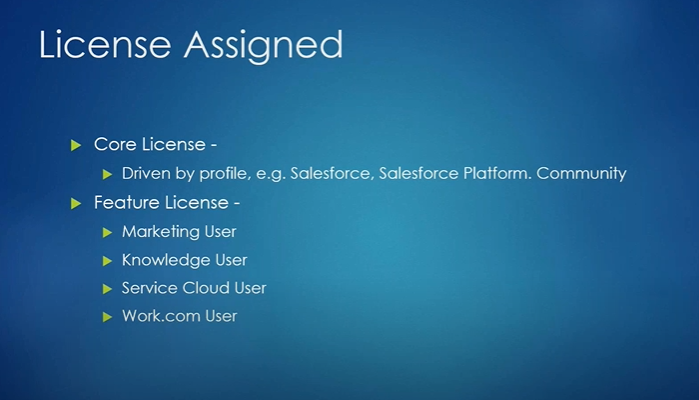 License Assigned
Core License -
Driven by profile, e.g. Salesforce, Salesforce Platform. Community
Feature License -
Marketing User
Knowledge User
Service Cloud User
Work.com User